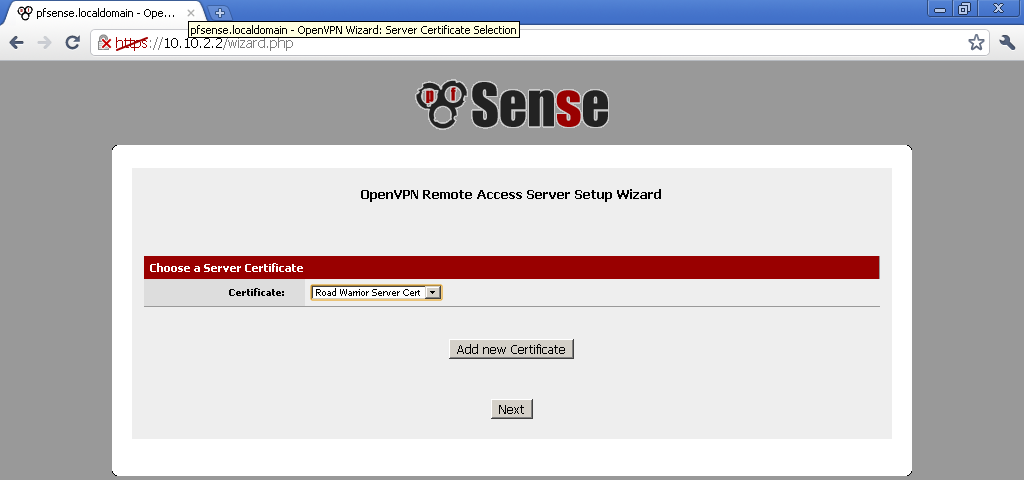 pfsense.localdomain - Ope...
pfsense.localdomain - OpenVPN Wizard: Server Certificate Selection
https://10.10.2.2/wizard.php
pf Sense
OpenVPN Remote Access Server Setup Wizard
Choose a Server Certificate
Certificate: Road Warrior Server Cert
Add new Certificate
Next